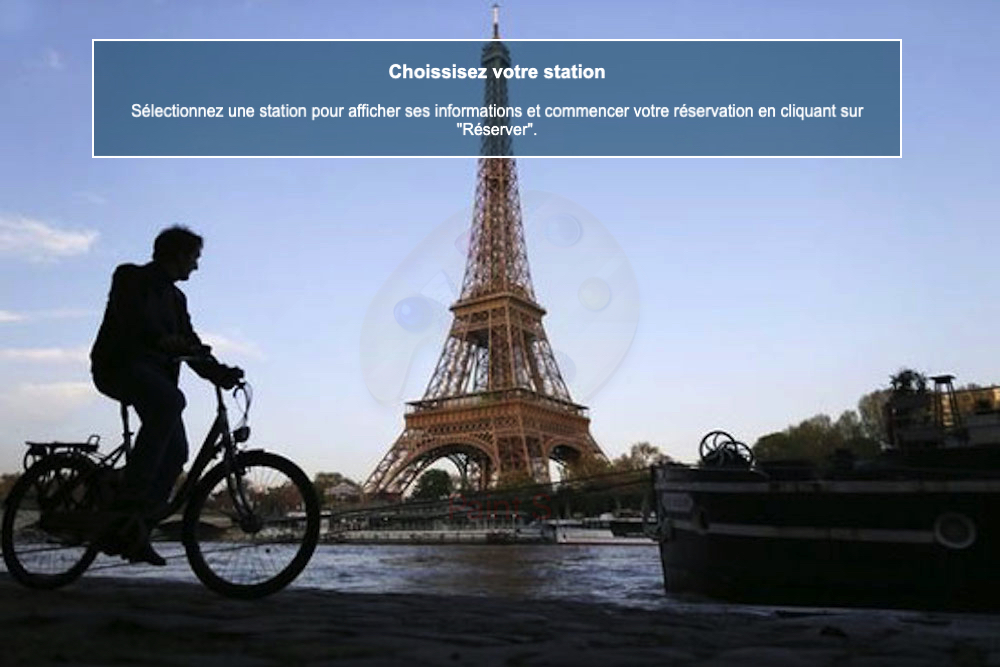 Choissisez votre station
Sélectionnez une station pour afficher ses informations et commencer votre réservation en cliquant sur
"Réserver".